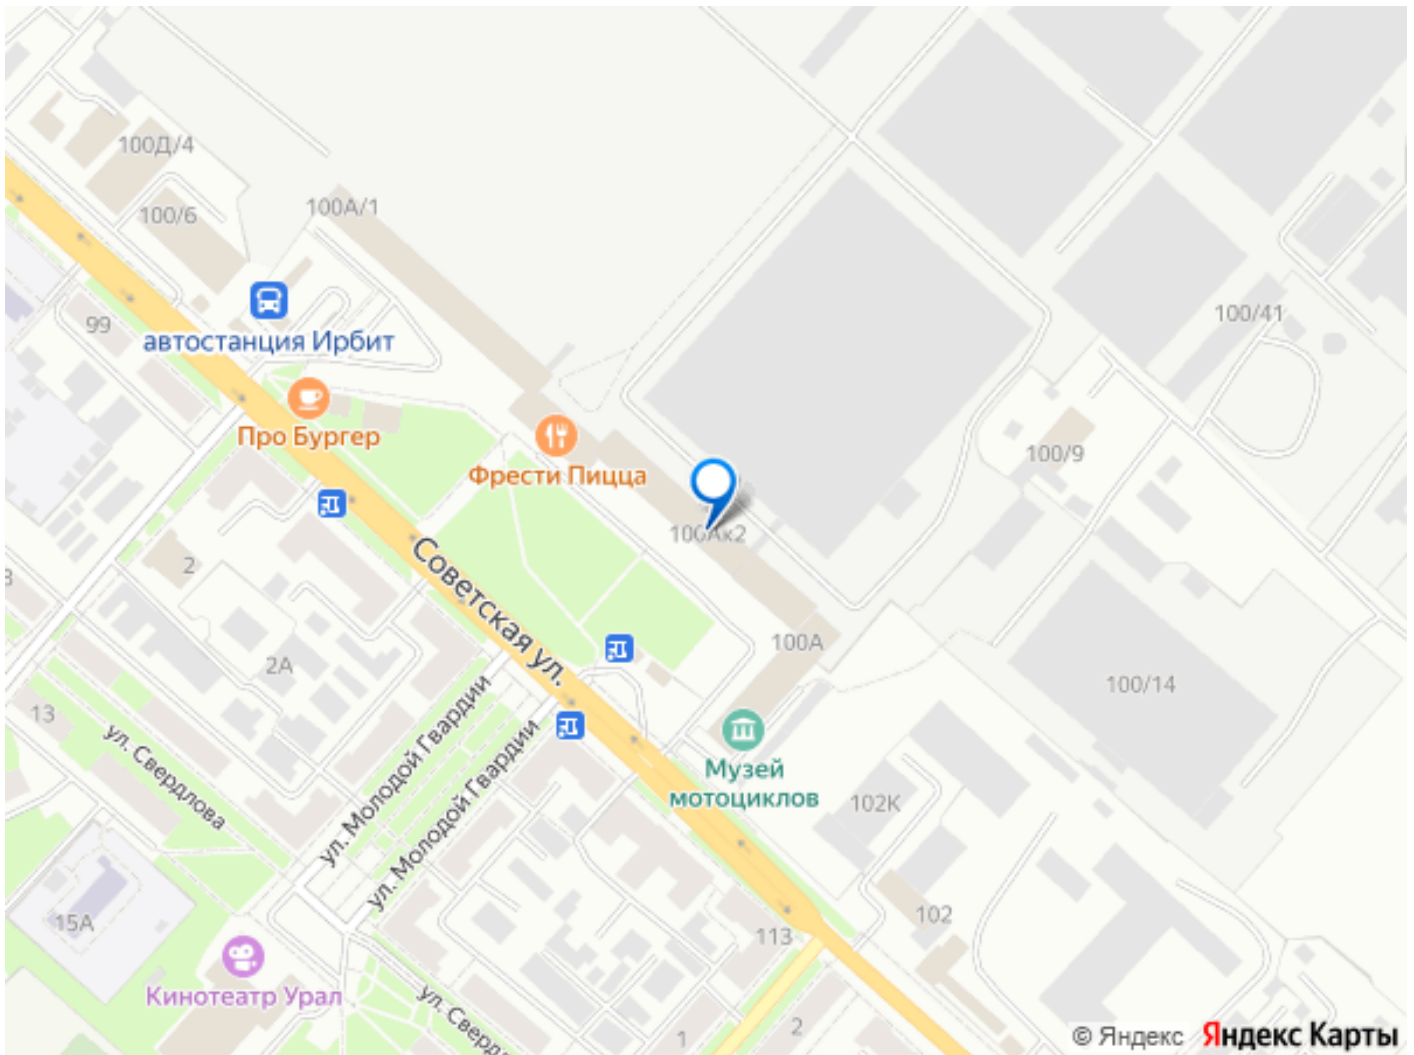 100Д/4
100/6
100А/1
99
автостанция Ирбит
100/41
Про Бургер
Фрести Пицца
100/9
100Ак2
2
Советская ул.
2А
100А
100/14
13
ул. Свердлова
ул. Молодой Гвардии
ул. Молодой Гвардии
Музей
мотоциклов
102К
15А
102
113
Кинотеатр Урал
ул. Свер
1
2
© Яндекс Яндекс Карты